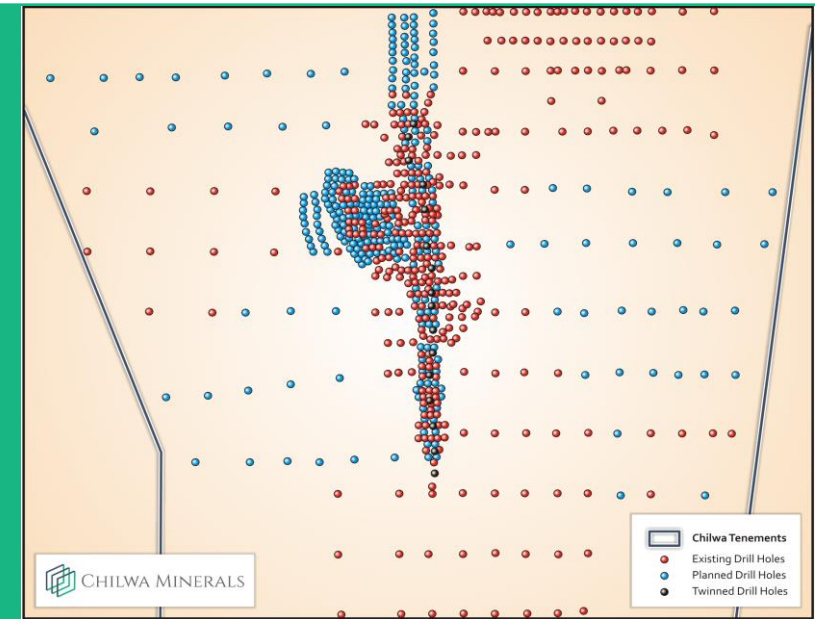 Chilwa Tenements
Existing Drill Holes
Planned Drill Holes
Twinned Drill Holes
CHILWA MINERALS